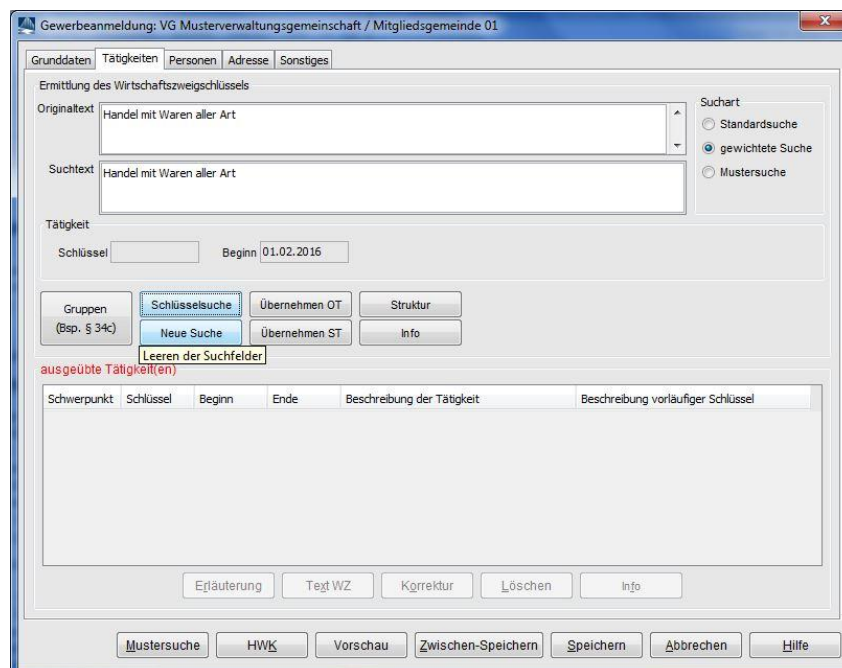 Gewerbeanmeldung: VG Musterverwaltungsgemeinschaft / Mitgliedsgemeinde 01
Grunddaten Tätigkeiten Personen Adresse Sonstiges
Ermittlung des Wirtschaftszweigschlüssels
Originaltext Handel mit Waren aller Art
Suchart
Standardsuche
gewichtete Suche
Suchtext Handel mit Waren aller Art
Mustersuche
Tätigkeit
Schlüssel Beginn 01.02.2016
Gruppen
(Bsp. § 34c)
Schlüsselsuche Übernehmen OT Struktur
Neue Suche Übernehmen ST Info
Leeren der Suchfelder
ausgeübte Tätigkeit(en)
Schwerpunkt Schlüssel Beginn Ende Beschreibung der Tätigkeit Beschreibung vorläufiger Schlüssel
Erläuterung Text WZ Korrektur Löschen Info
Mustersuche HWK Vorschau Zwischen-Speichern Speichern Abbrechen Hilfe